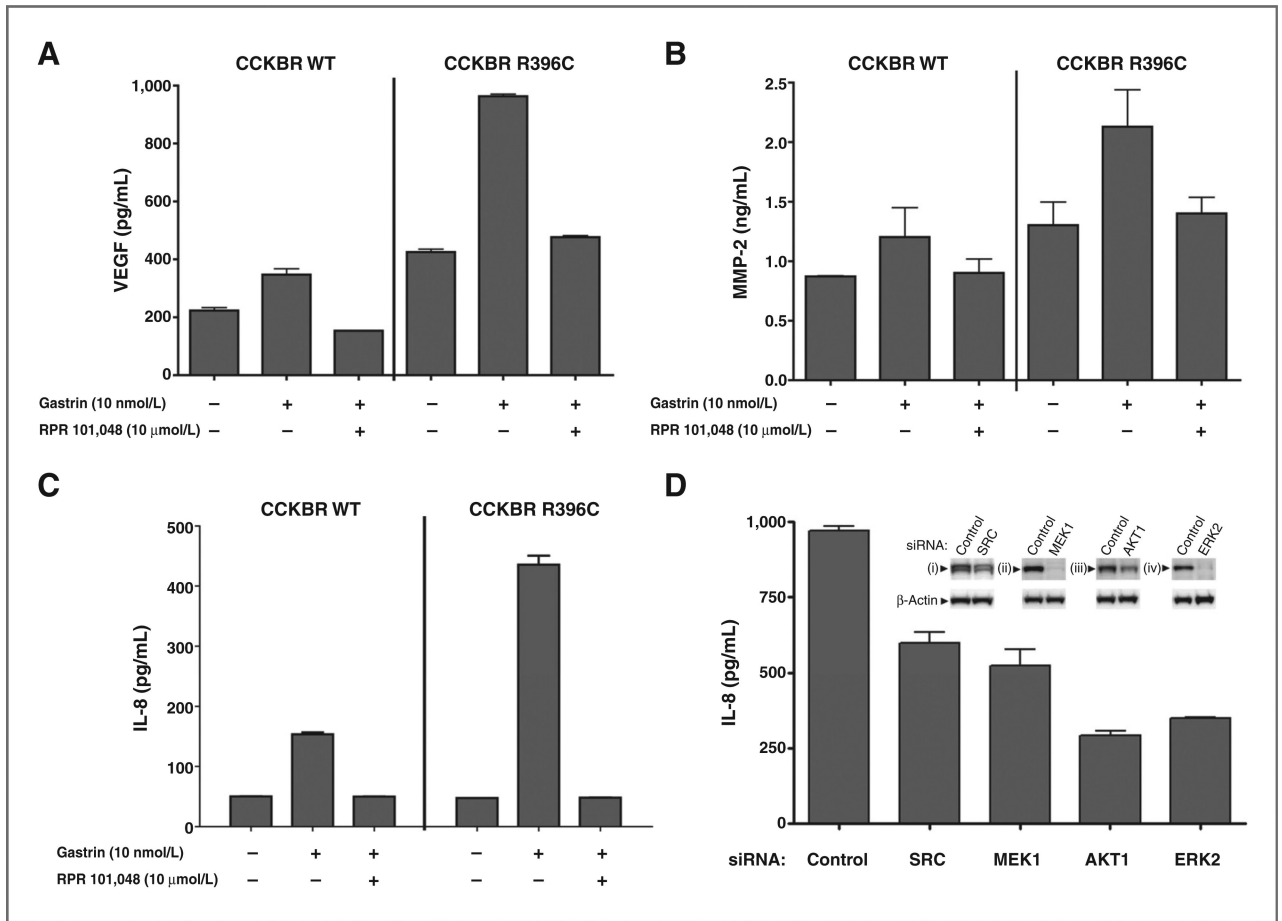 A
CCKBR WT CCKBR R396C
VEGF (pg/mL)
1,000
800
600
400
200
0
Gastrin (10 nmol/L) − + + − + +
RPR 101,048 (10 μmol/L) − − + − − +
B
CCKBR WT CCKBR R396C
MMP-2 (ng/mL)
2.5
2.0
1.5
1.0
0.5
0.0
Gastrin (10 nmol/L) − + + − + +
RPR 101,048 (10 μmol/L) − − + − − +
C
CCKBR WT CCKBR R396C
IL-8 (pg/mL)
500
400
300
200
100
0
Gastrin (10 nmol/L) − + + − + +
RPR 101,048 (10 μmol/L) − − + − − +
D
IL-8 (pg/mL)
1,000
750
500
250
0
siRNA: Control SRC Control MEK1 Control AKT1 Control ERK2
(i) (ii) (iii) (iv)
β-Actin
siRNA: Control SRC MEK1 AKT1 ERK2